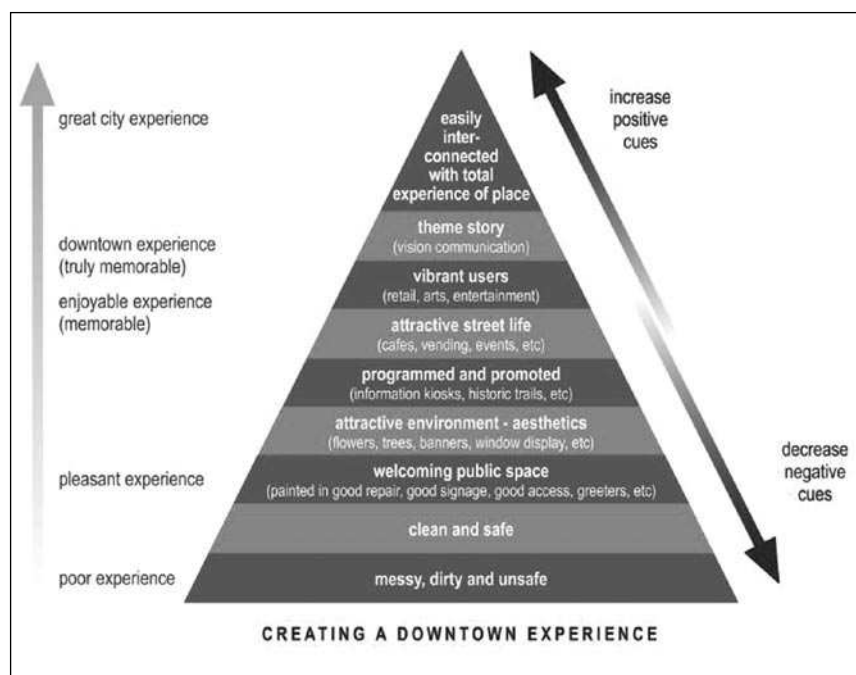 great city experience
downtown experience
(truly memorable)
enjoyable experience
(memorable)
pleasant experience
poor experience
easily
inter-
connected
with total
experience of place
theme story
(vision communication)
vibrant users
(retail, arts, entertainment)
attractive street life
(cafes, vending, events, etc)
programmed and promoted
(information kiosks, historic trails, etc)
attractive environment - aesthetics
(flowers, trees, banners, window display, etc)
welcoming public space
(painted in good repair, good signage, good access, greeters, etc)
clean and safe
messy, dirty and unsafe
increase
positive
cues
decrease
negative
cues
CREATING A DOWNTOWN EXPERIENCE